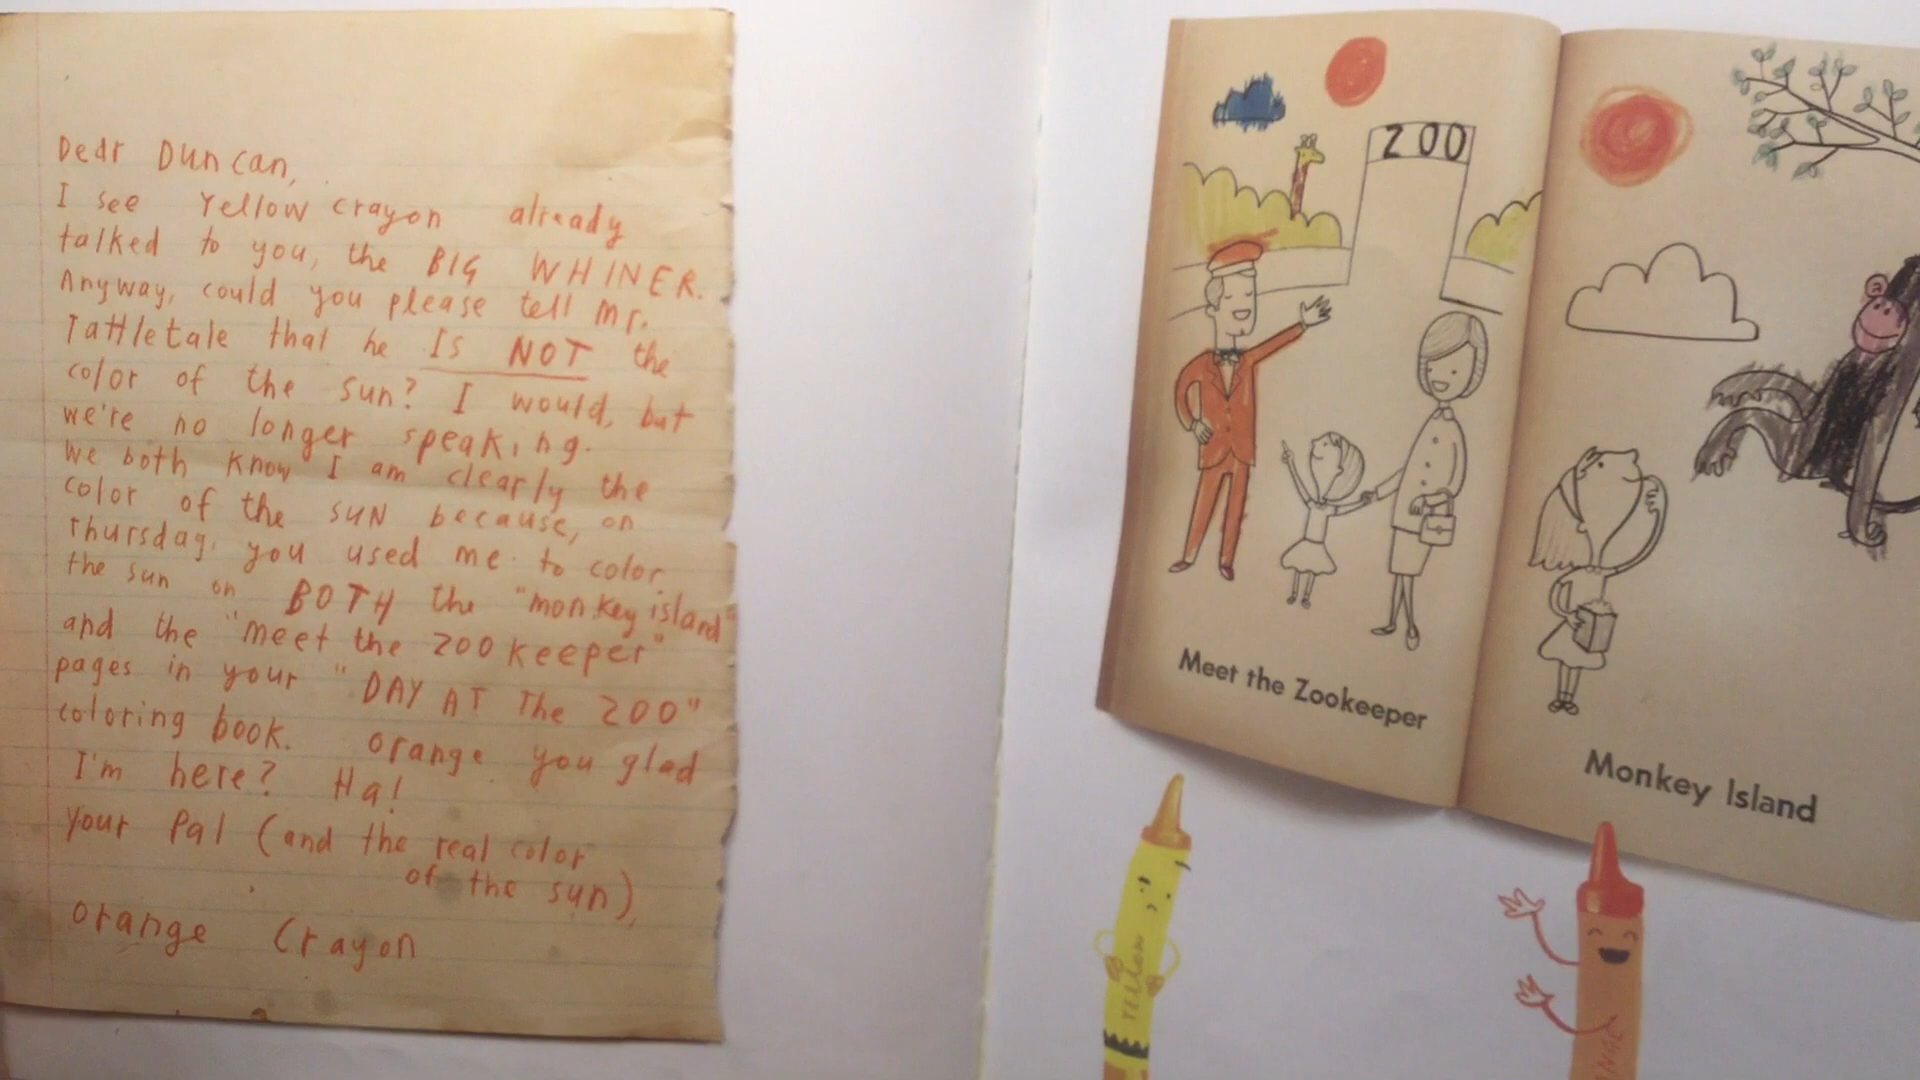 Dear Duncan,
I see Yellow crayon already
talked to you, the BIG WHINER.
Anyway, could you please tell Mr.
Tattletale that he IS NOT the
color of the sun? I would, but
we're no longer speaking.
We both know I am clearly the
color of the SUN because, on
Thursday, you used me to color
the sun on BOTH the "monkey island"
and the "meet the zoo keeper"
pages in your "DAY AT The ZOO"
coloring book. Orange you glad
I'm here? Ha!
Your Pal (and the real color
of the sun),
Orange Crayon
ZOO
Meet the Zookeeper
Monkey Island
Yellow